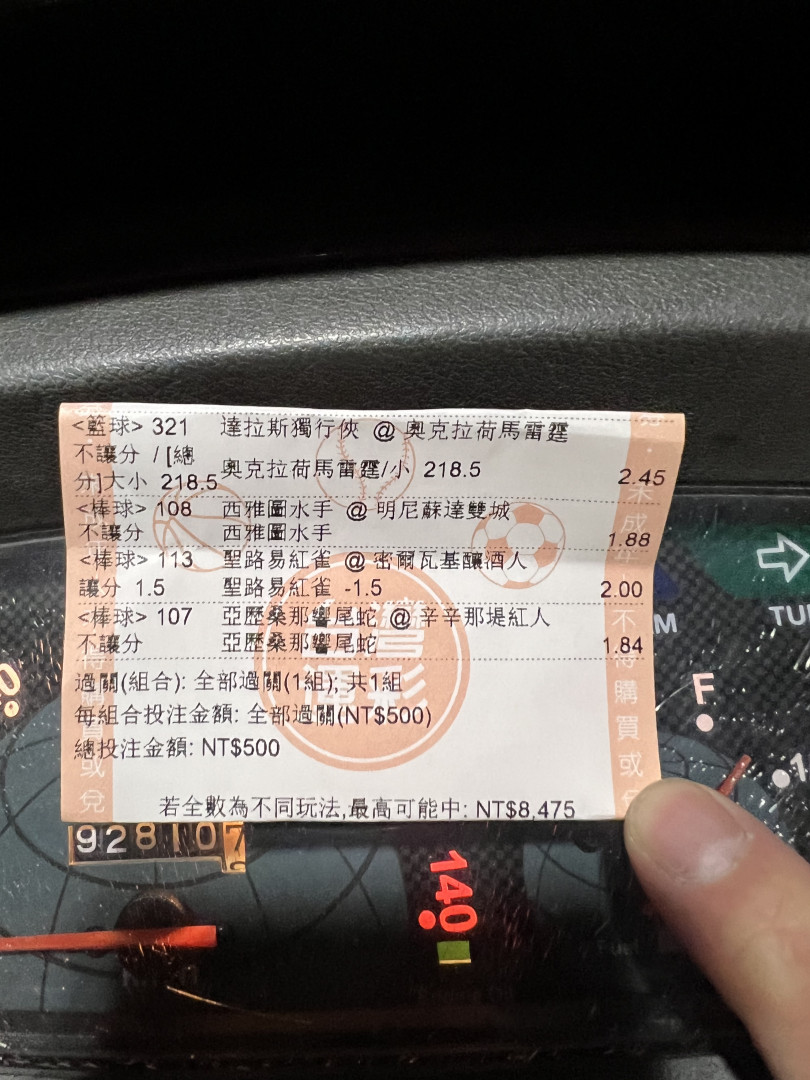 <籃球> 321 達拉斯獨行俠 @ 奧克拉荷馬雷霆
不讓分 / [總
分]大小 218.5 奧克拉荷馬雷霆/小 218.5 2.45
<棒球> 108 西雅圖水手 @ 明尼蘇達雙城
不讓分 西雅圖水手 1.88
<棒球> 113 聖路易紅雀 @ 密爾瓦基釀酒人
讓分 1.5 聖路易紅雀 -1.5 2.00
<棒球> 107 亞歷桑那響尾蛇 @ 辛辛那堤紅人
不讓分 亞歷桑那響尾蛇 1.84
過關(組合): 全部過關(1組); 共1組
每組合投注金額: 全部過關(NT$500)
總投注金額: NT$500
若全數為不同玩法,最高可能中: NT$8,475
未成
不得購買或
購買或兌
台灣運彩
928107
140
F
TU
M
Fuel